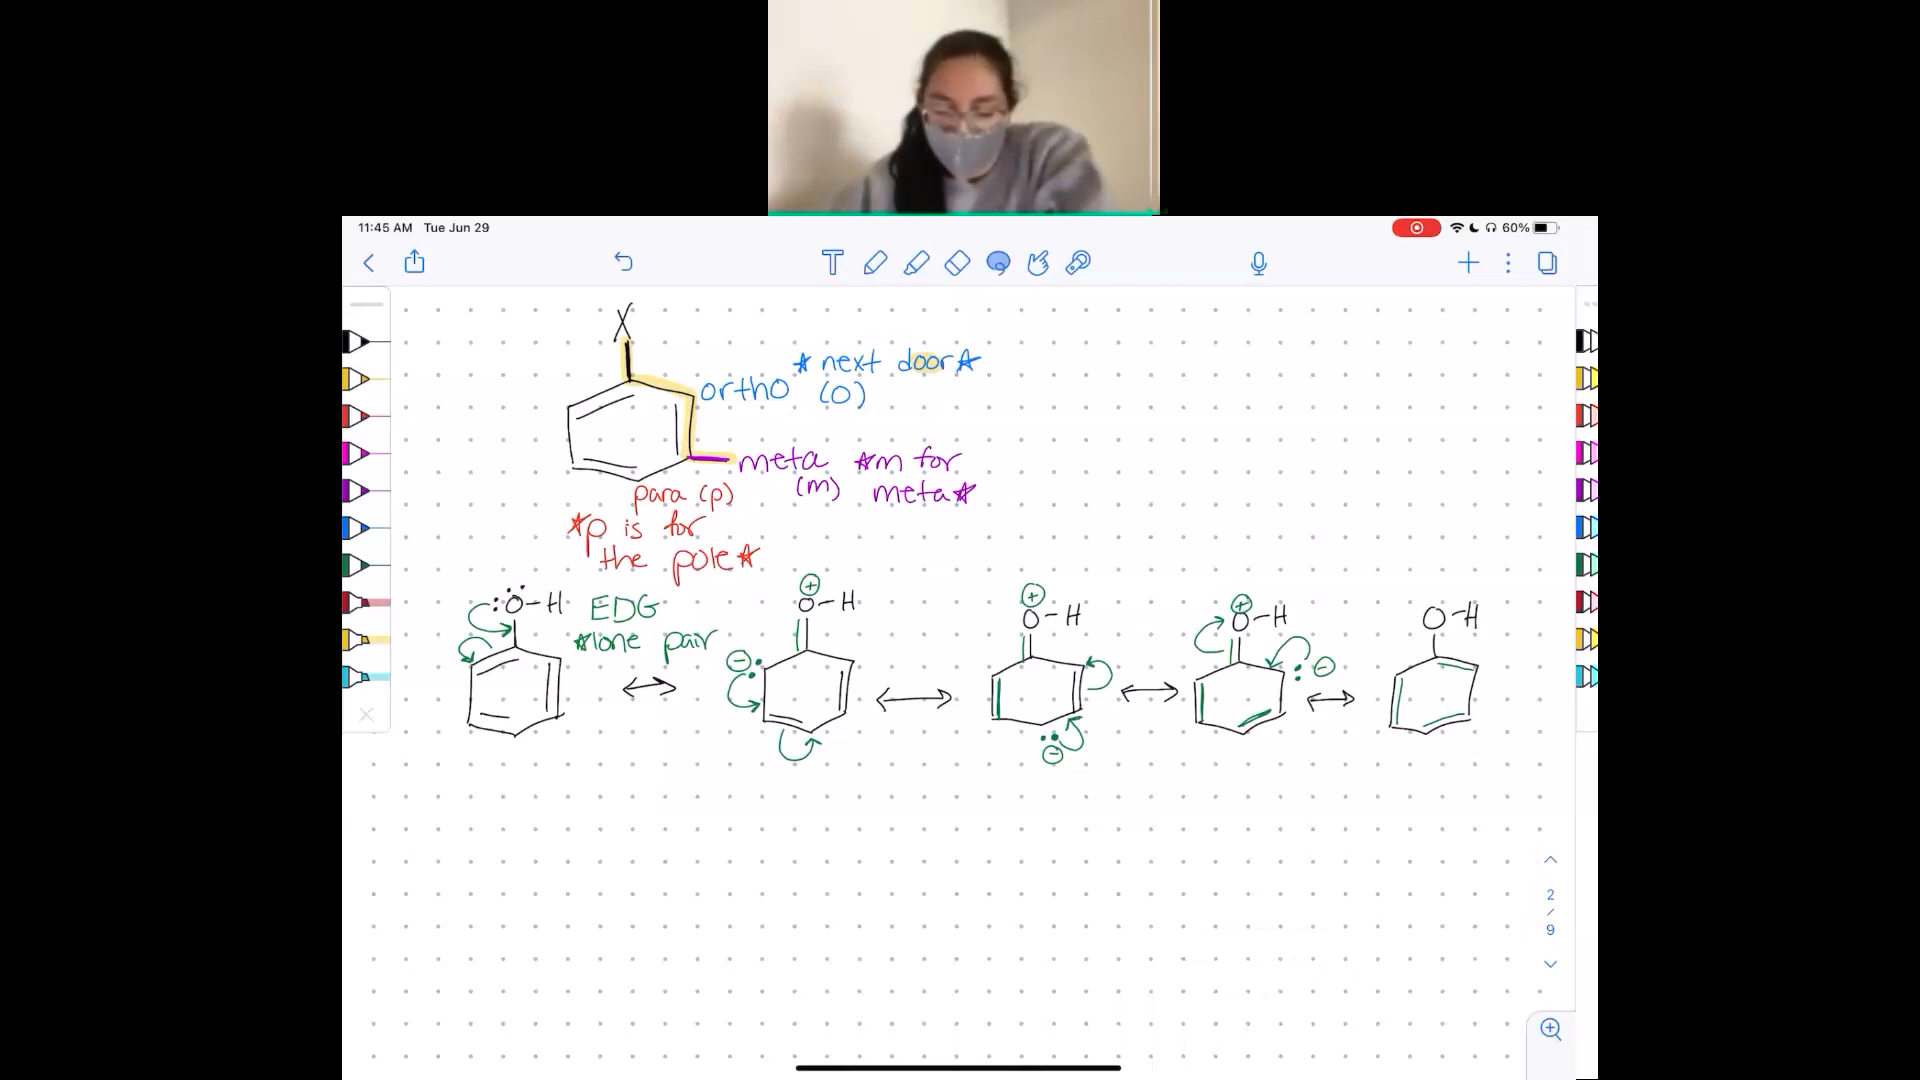 11:45 AM Tue Jun 29
60%
T
X
* next door *
ortho (o)
meta *m for
(m) meta*
para (p)
*p is for
the pole*
:Ö-H EDG
*lone pair
⊕
O-H
⊖
⊕
O-H
⊖
⊕
O-H
⊖
O-H
2
/
9